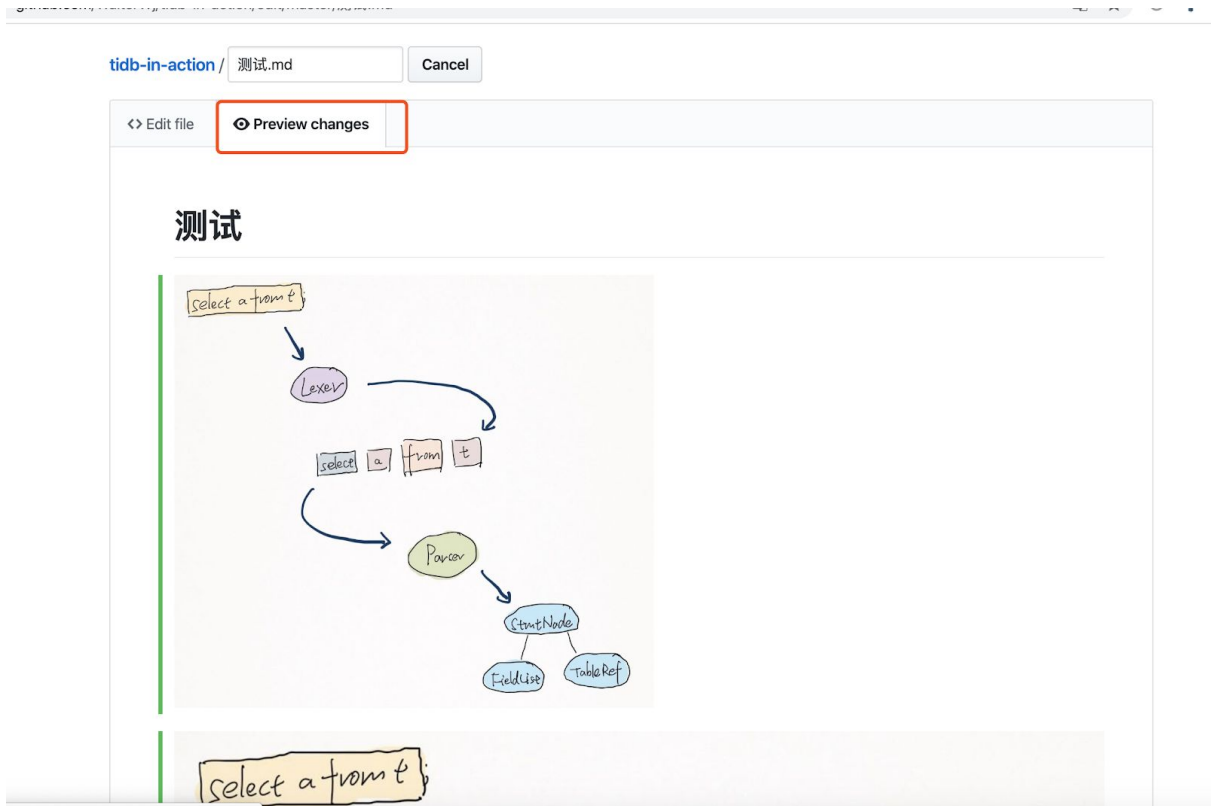 tidb-in-action / 测试.md Cancel
Edit file Preview changes
测试
select a from t;
Lexer
select a from t
Parser
StmtNode
FieldList TableRef
select a from t;